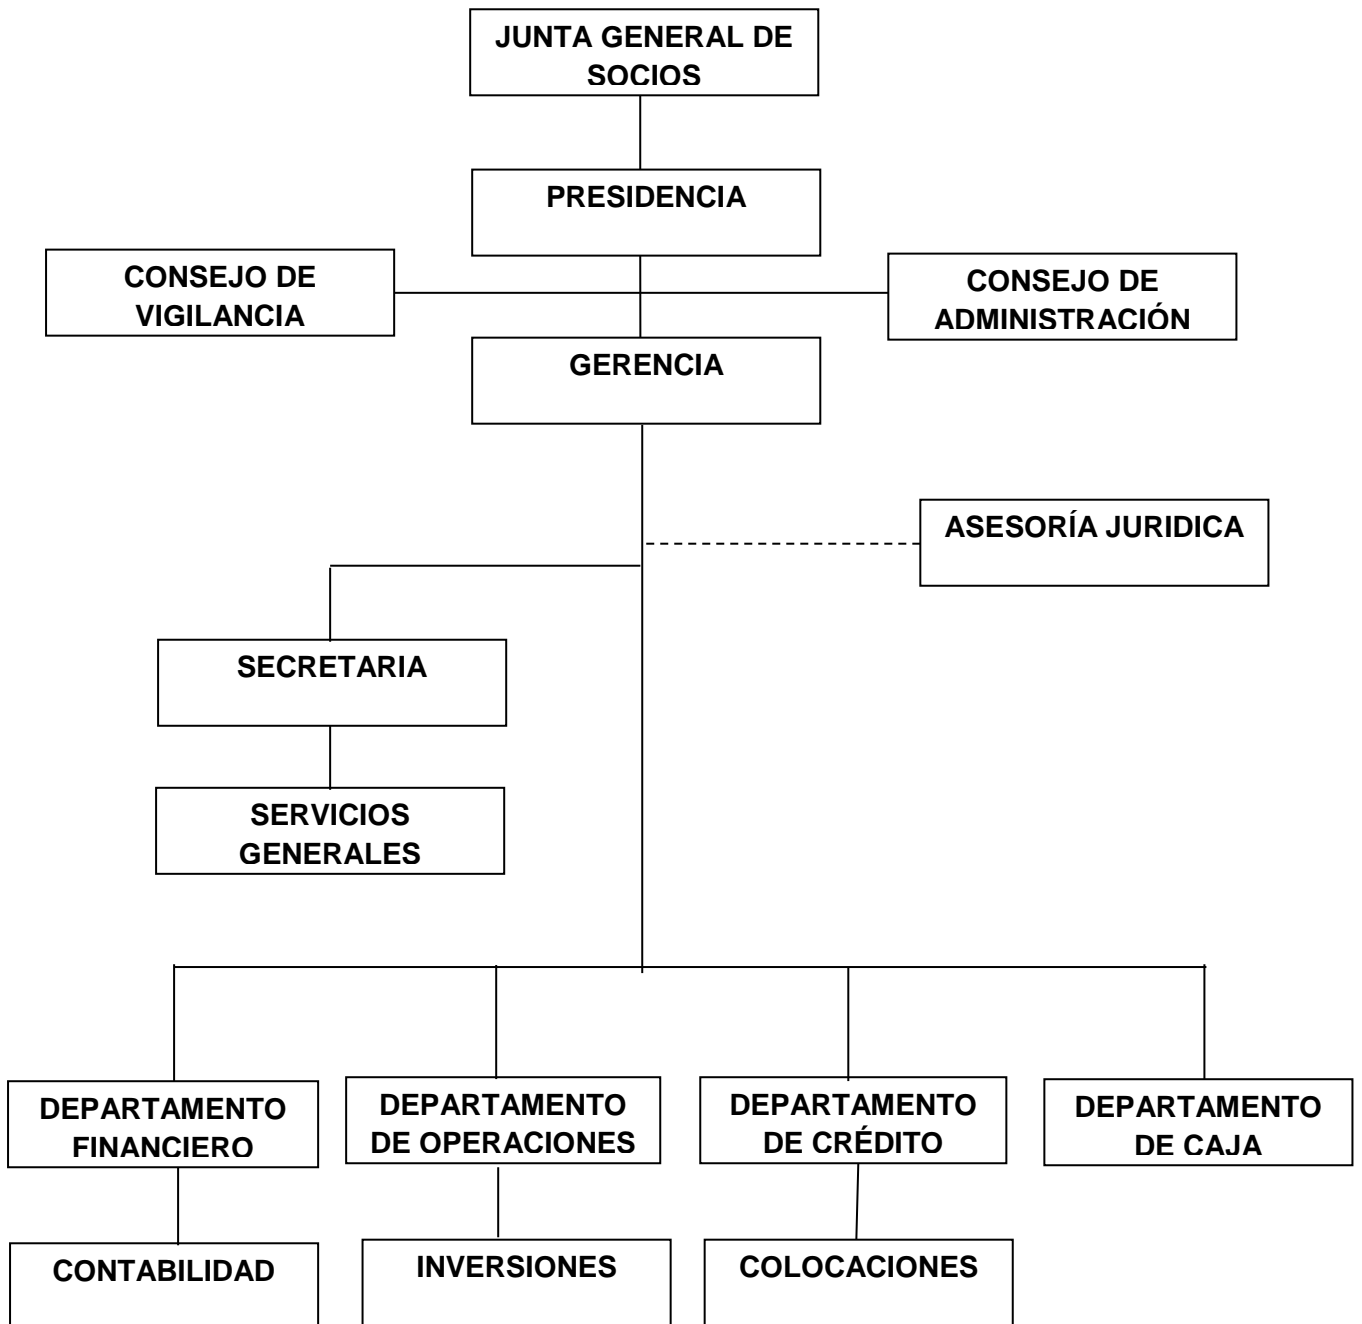 JUNTA GENERAL DE
SOCIOS
PRESIDENCIA
CONSEJO DE
VIGILANCIA
CONSEJO DE
ADMINISTRACIÓN
GERENCIA
ASESORÍA JURIDICA
SECRETARIA
SERVICIOS
GENERALES
DEPARTAMENTO
FINANCIERO
DEPARTAMENTO
DE OPERACIONES
DEPARTAMENTO
DE CRÉDITO
DEPARTAMENTO
DE CAJA
CONTABILIDAD
INVERSIONES
COLOCACIONES